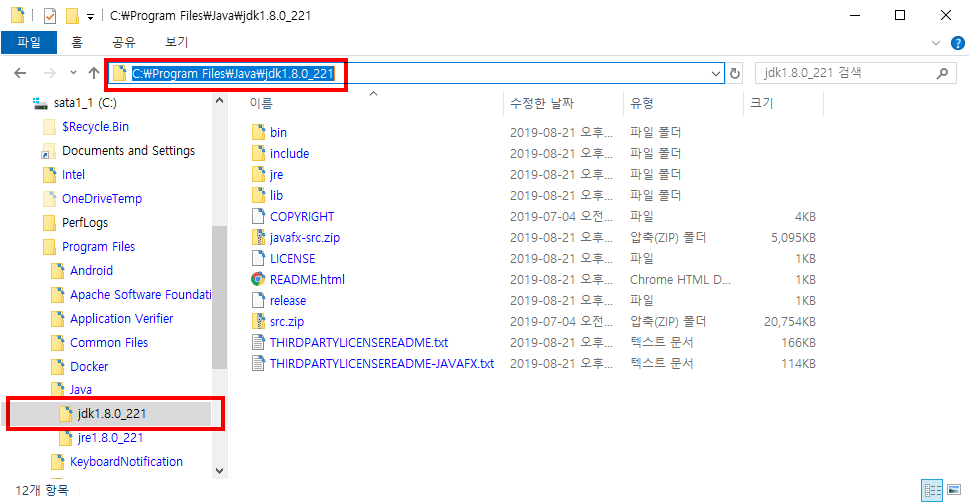 C:₩Program Files₩Java₩jdk1.8.0_221
파일 홈 공유 보기
C:₩Program Files₩Java₩jdk1.8.0_221
jdk1.8.0_221 검색
sata1_1 (C:)
$Recycle.Bin
Documents and Settings
Intel
OneDriveTemp
PerfLogs
Program Files
Android
Apache Software Foundati
Application Verifier
Common Files
Docker
Java
jdk1.8.0_221
jre1.8.0_221
KeyboardNotification
이름 수정한 날짜 유형 크기
bin 2019-08-21 오후... 파일 폴더
include 2019-08-21 오후... 파일 폴더
jre 2019-08-21 오후... 파일 폴더
lib 2019-08-21 오후... 파일 폴더
COPYRIGHT 2019-07-04 오전... 파일 4KB
javafx-src.zip 2019-08-21 오후... 압축(ZIP) 폴더 5,095KB
LICENSE 2019-08-21 오후... 파일 1KB
README.html 2019-08-21 오후... Chrome HTML D... 1KB
release 2019-08-21 오후... 파일 1KB
src.zip 2019-07-04 오전... 압축(ZIP) 폴더 20,754KB
THIRDPARTYLICENSEREADME.txt 2019-08-21 오후... 텍스트 문서 166KB
THIRDPARTYLICENSEREADME-JAVAFX.txt 2019-08-21 오후... 텍스트 문서 114KB
12개 항목